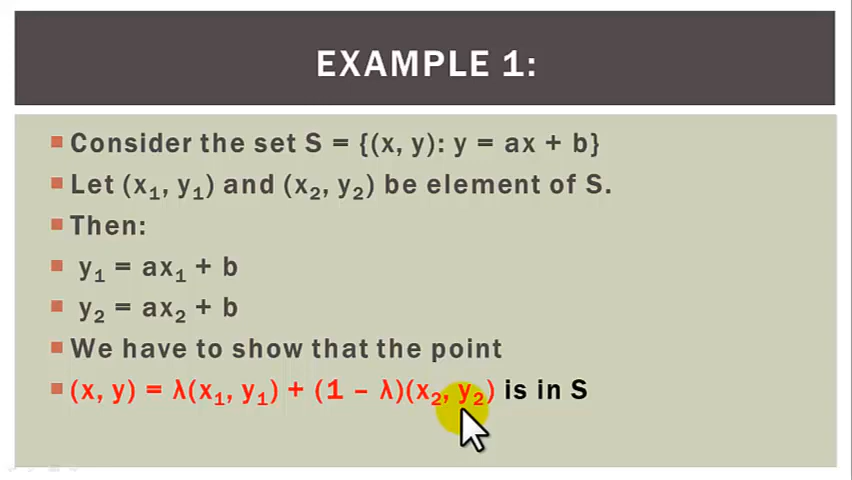 EXAMPLE 1:
Consider the set S = {(x, y): y = ax + b}
Let (x₁, y₁) and (x₂, y₂) be element of S.
Then:
y₁ = ax₁ + b
y₂ = ax₂ + b
We have to show that the point
(x, y) = λ(x₁, y₁) + (1 – λ)(x₂, y₂) is in S